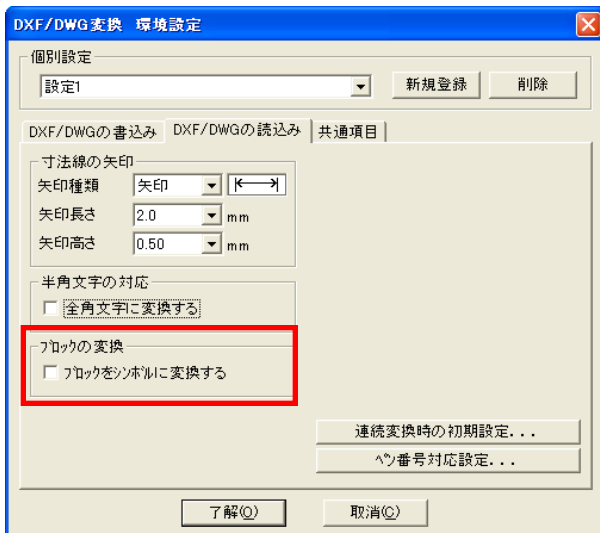 DXF/DWG変換　環境設定
個別設定
設定1
新規登録
削除
DXF/DWGの書込み
DXF/DWGの読込み
共通項目
寸法線の矢印
矢印種類
矢印
矢印長さ
2.0
mm
矢印高さ
0.50
mm
半角文字の対応
全角文字に変換する
ﾌﾞﾛｯｸの変換
ﾌﾞﾛｯｸをｼﾝﾎﾞﾙに変換する
連続変換時の初期設定...
ﾍﾟﾝ番号対応設定...
了解(O)
取消(C)